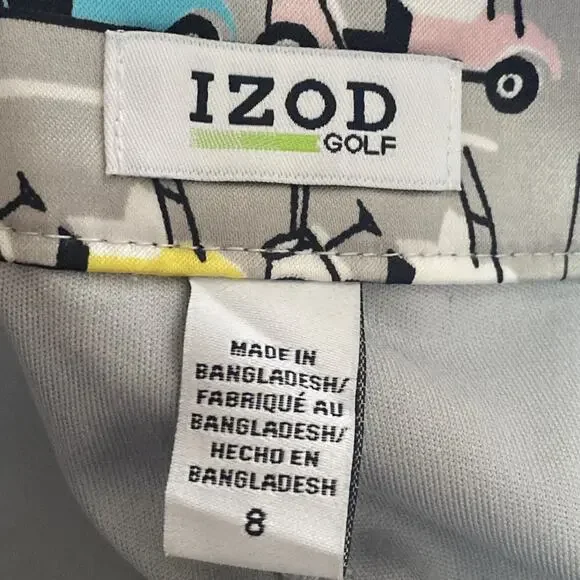 IZOD
GOLF
MADE IN
BANGLADESH/
FABRIQUÉ AU
BANGLADESH/
HECHO EN
BANGLADESH
8